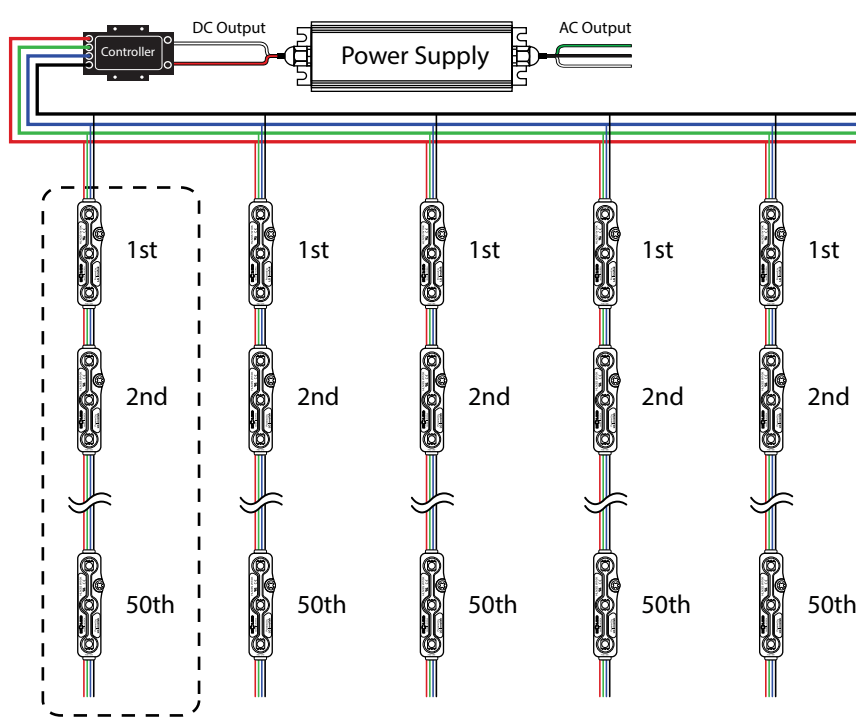 DC Output
AC Output
Controller
Power Supply
1st
1st
1st
1st
1st
2nd
2nd
2nd
2nd
2nd
50th
50th
50th
50th
50th